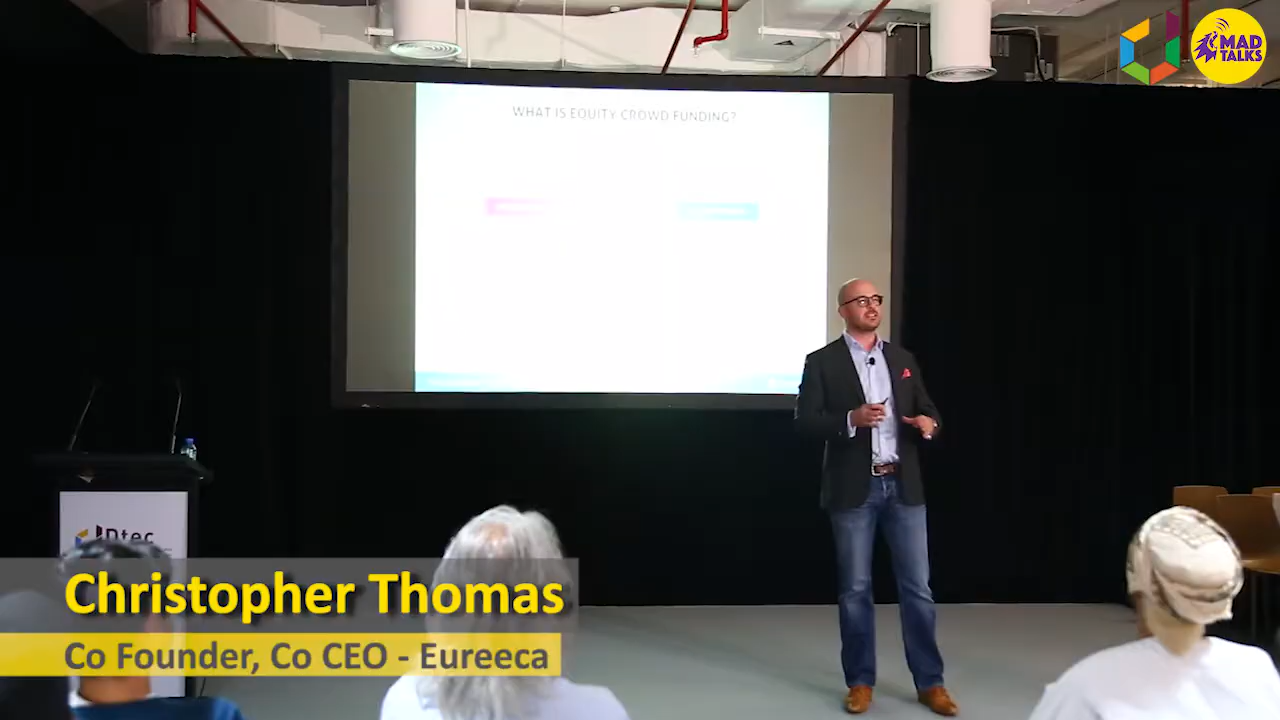 MAD
TALKS
WHAT IS EQUITY CROWD FUNDING?
Dtec
Christopher Thomas
Co Founder, Co CEO - Eureeca